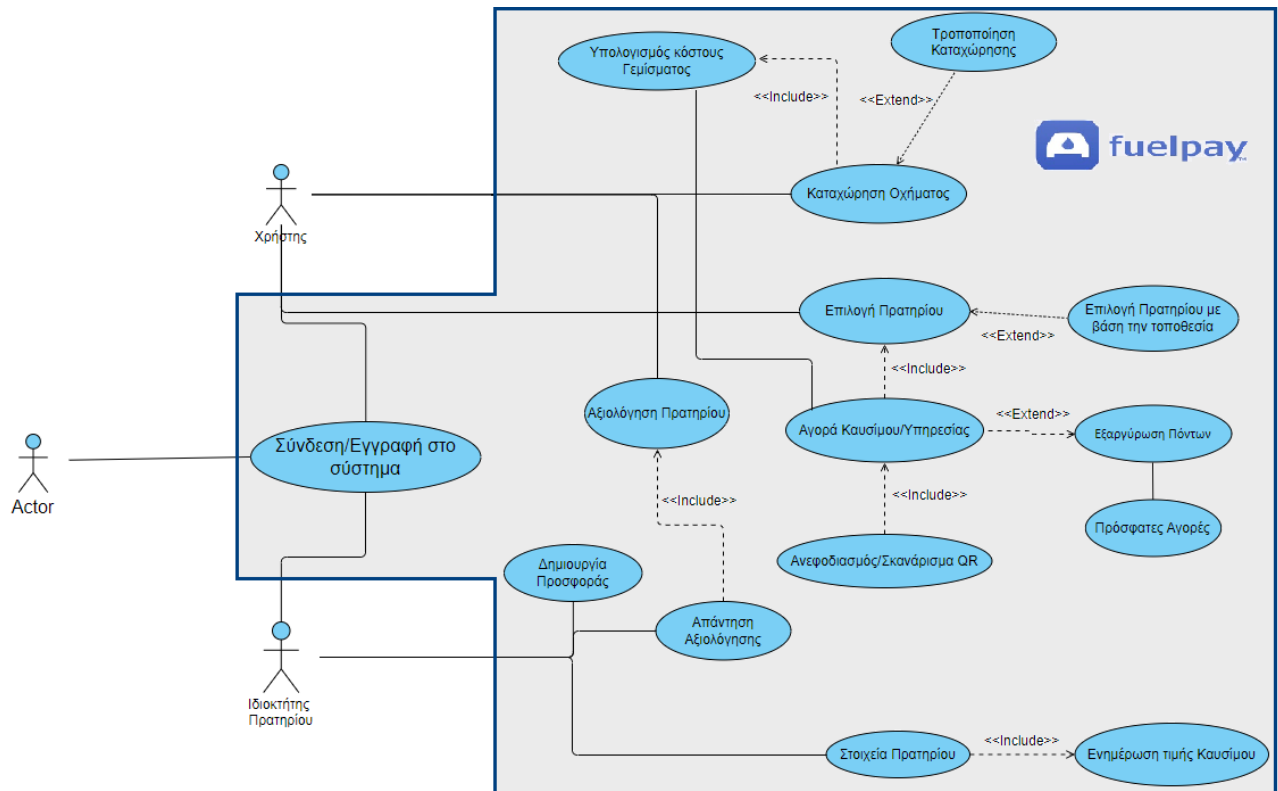 Τροποποίηση
Καταχώρησης
Υπολογισμός κόστους
Γεμίσματος
<<Include>>
<<Extend>>
fuelpay
Καταχώρηση Οχήματος
Χρήστης
Επιλογή Πρατηρίου
Επιλογή Πρατηρίου με
βάση την τοποθεσία
<<Extend>>
<<Include>>
Αξιολόγηση Πρατηρίου
Αγορά Καυσίμου/Υπηρεσίας
<<Extend>>
Εξαργύρωση Πόντων
Σύνδεση/Εγγραφή στο
σύστημα
Actor
<<Include>>
<<Include>>
Πρόσφατες Αγορές
Δημιουργία
Προσφοράς
Ανεφοδιασμός/Σκανάρισμα QR
Απάντηση
Αξιολόγησης
Ιδιοκτήτης
Πρατηρίου
Στοιχεία Πρατηρίου
<<Include>>
Ενημέρωση τιμής Καυσίμου